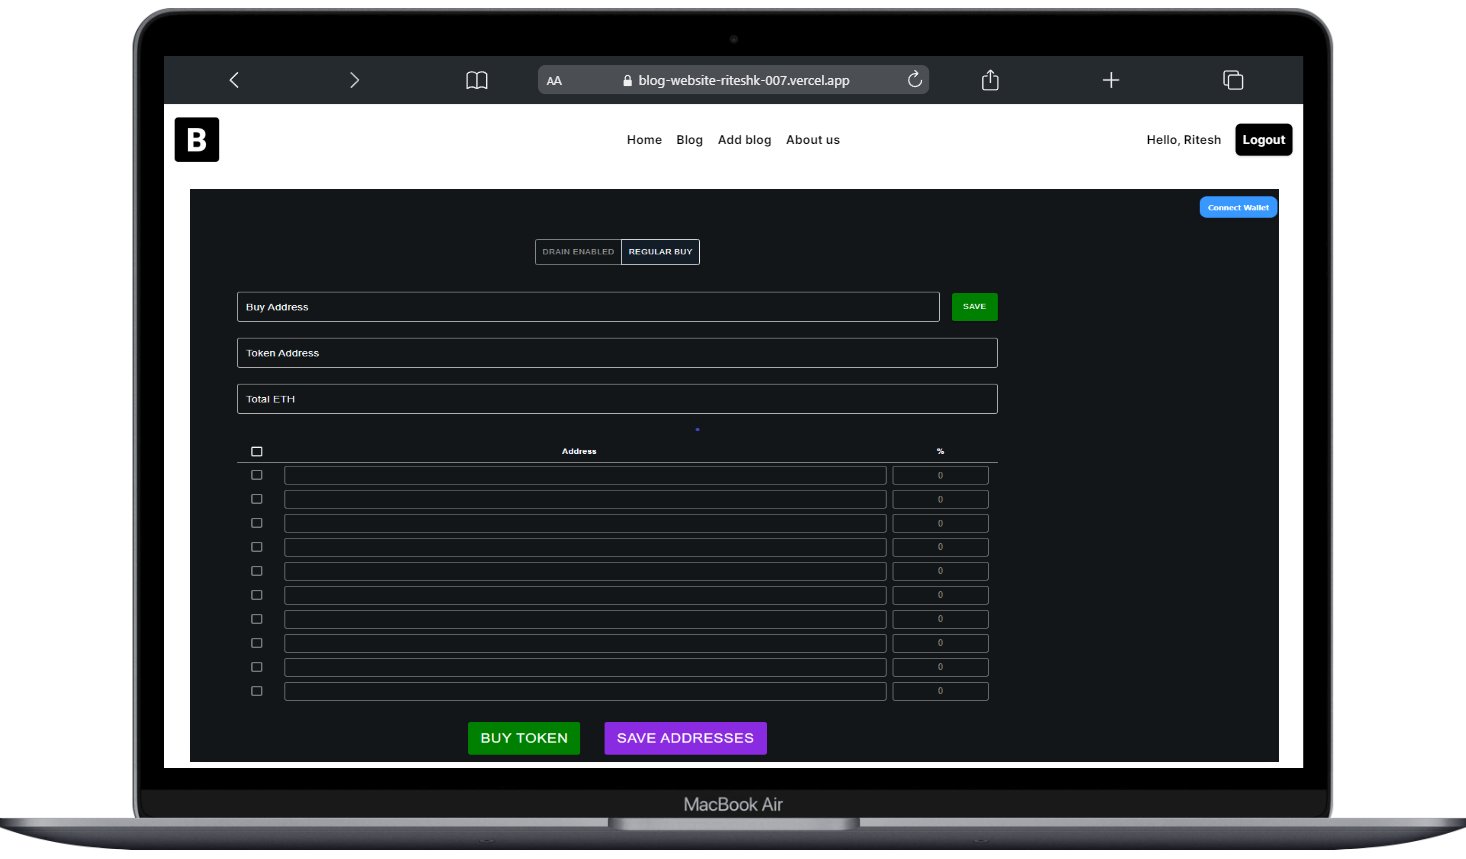 AA blog-website-riteshk-007.vercel.app
B Home Blog Add blog About us Hello, Ritesh Logout
Connect Wallet
DRAIN ENABLED REGULAR BUY
Buy Address SAVE
Token Address
Total ETH
Address %
0
0
0
0
0
0
0
0
0
0
BUY TOKEN SAVE ADDRESSES
MacBook Air